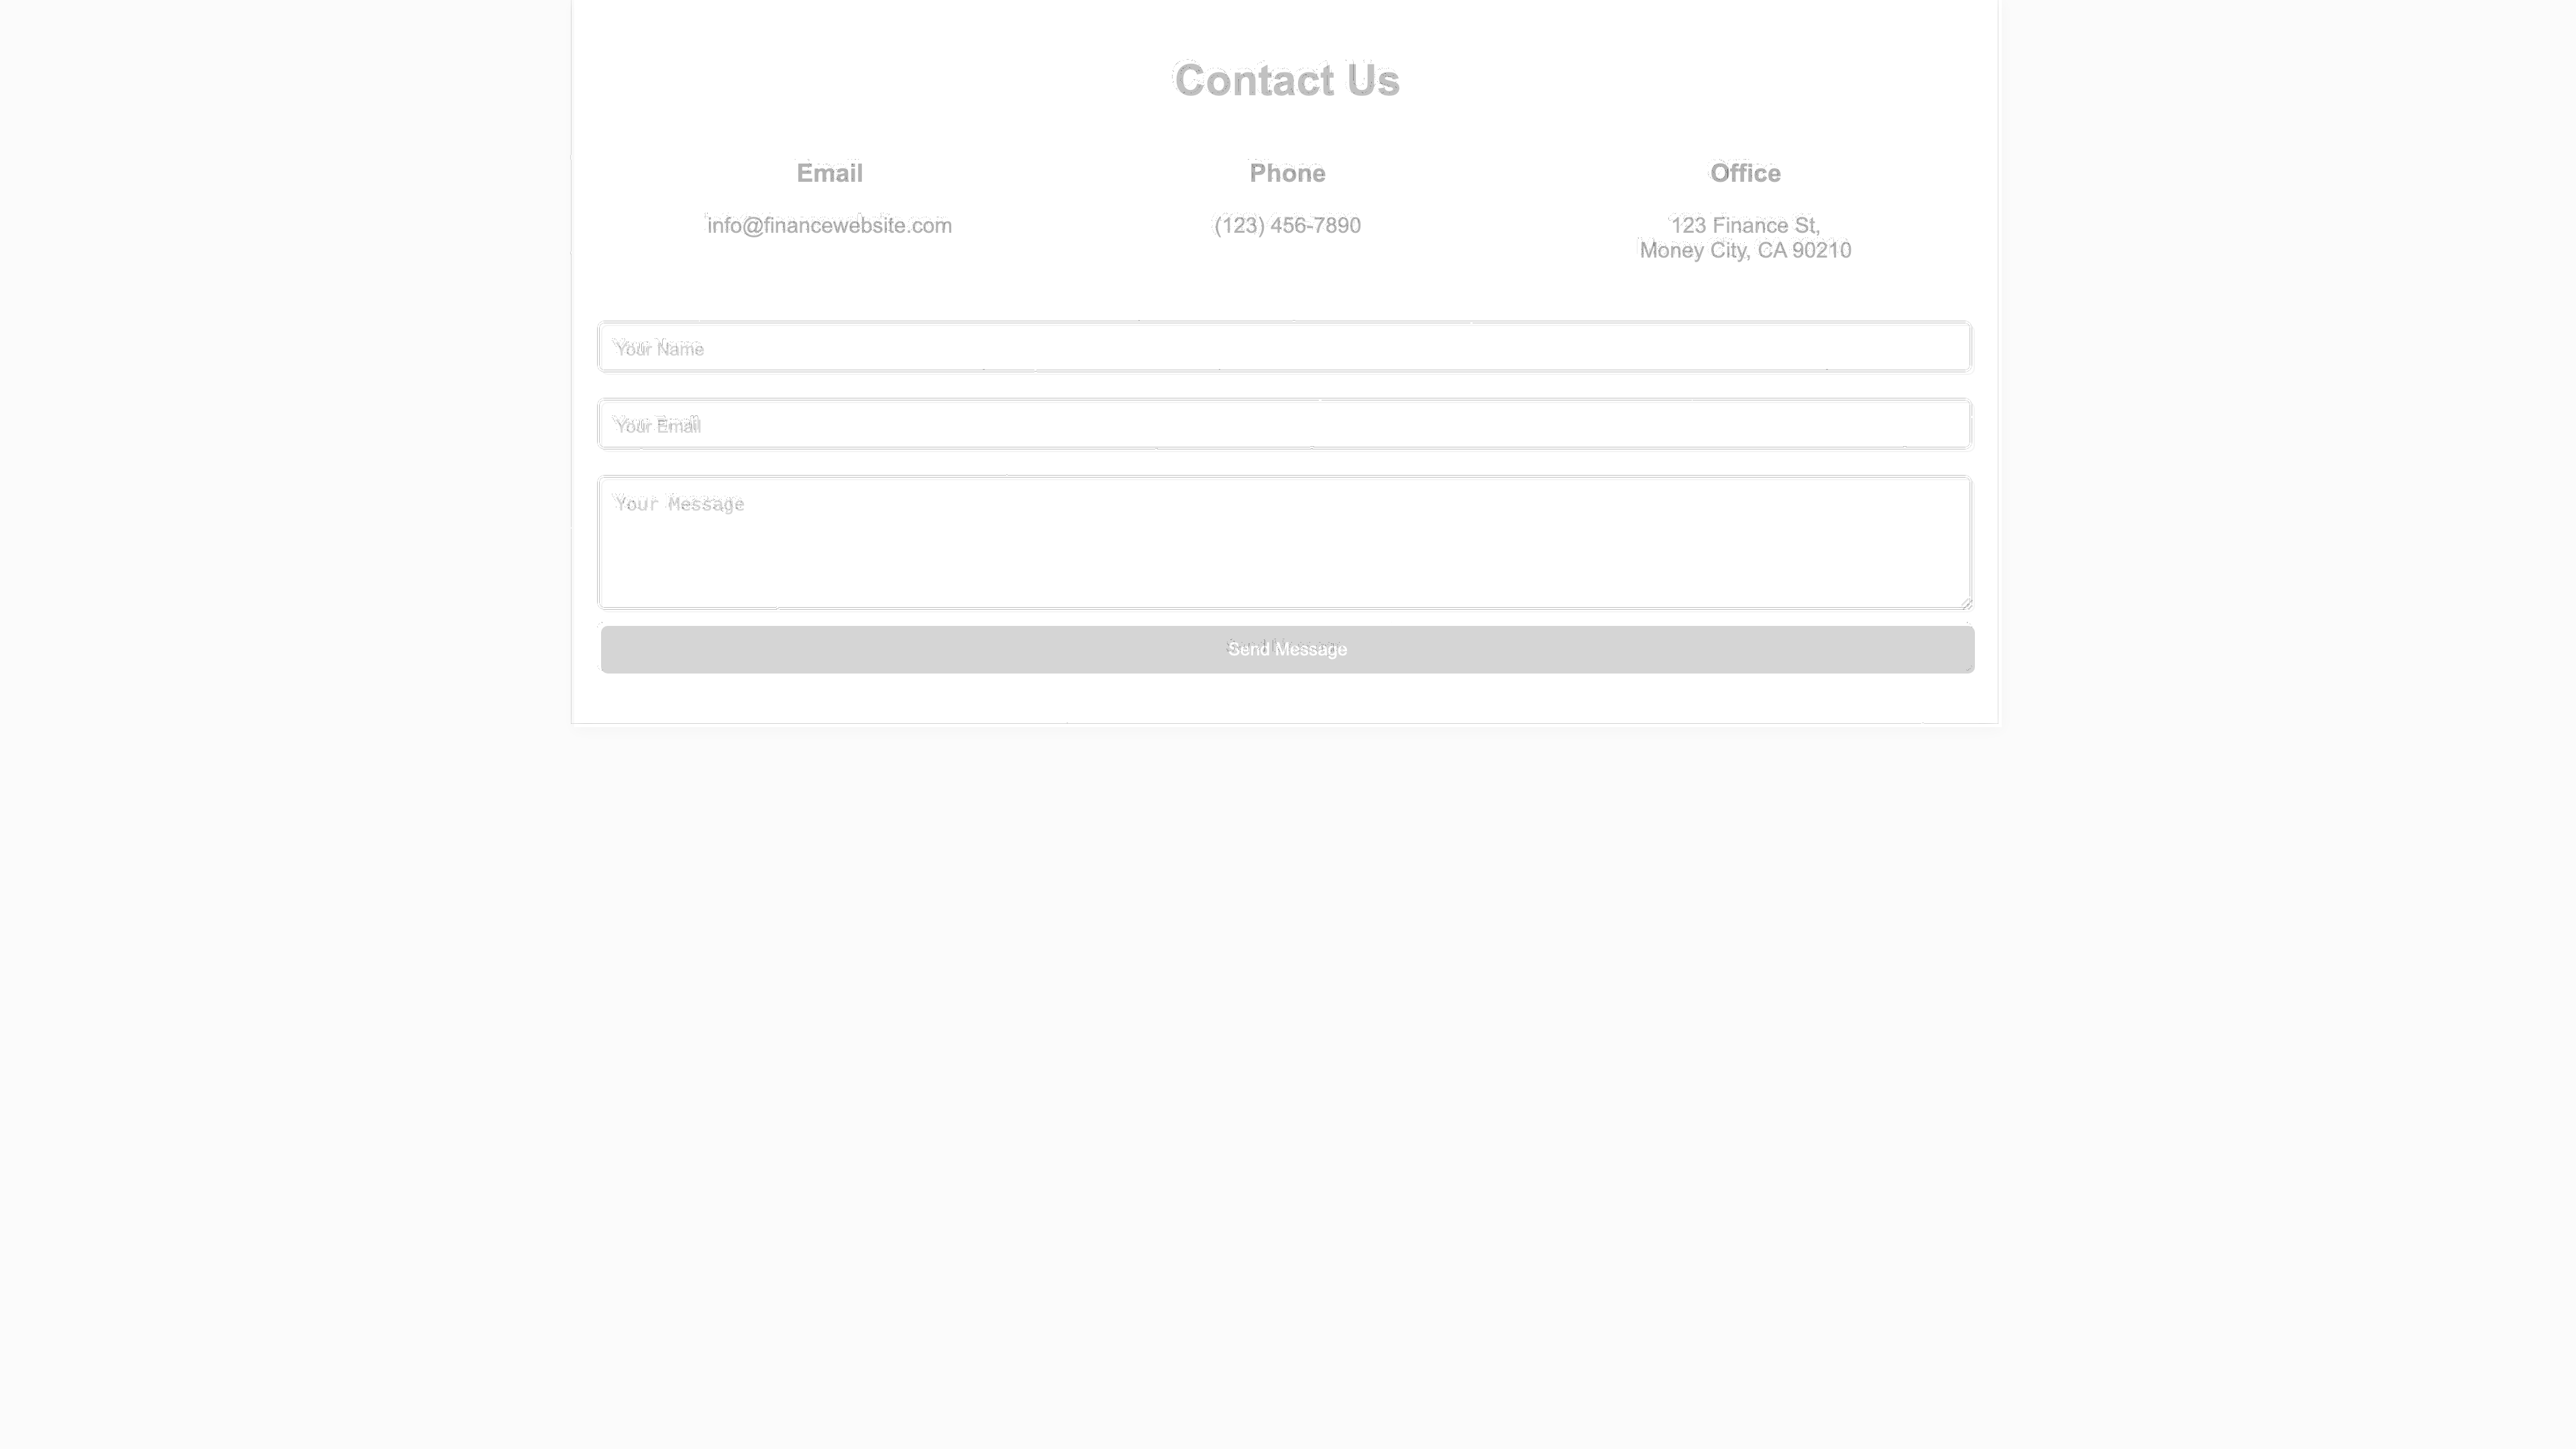 Contact Us
Email
Phone
Office
info@financewebsite.com
(123) 456-7890
123 Finance St,
Money City, CA 90210
Your Name
Your Email
Your Message
Send Message